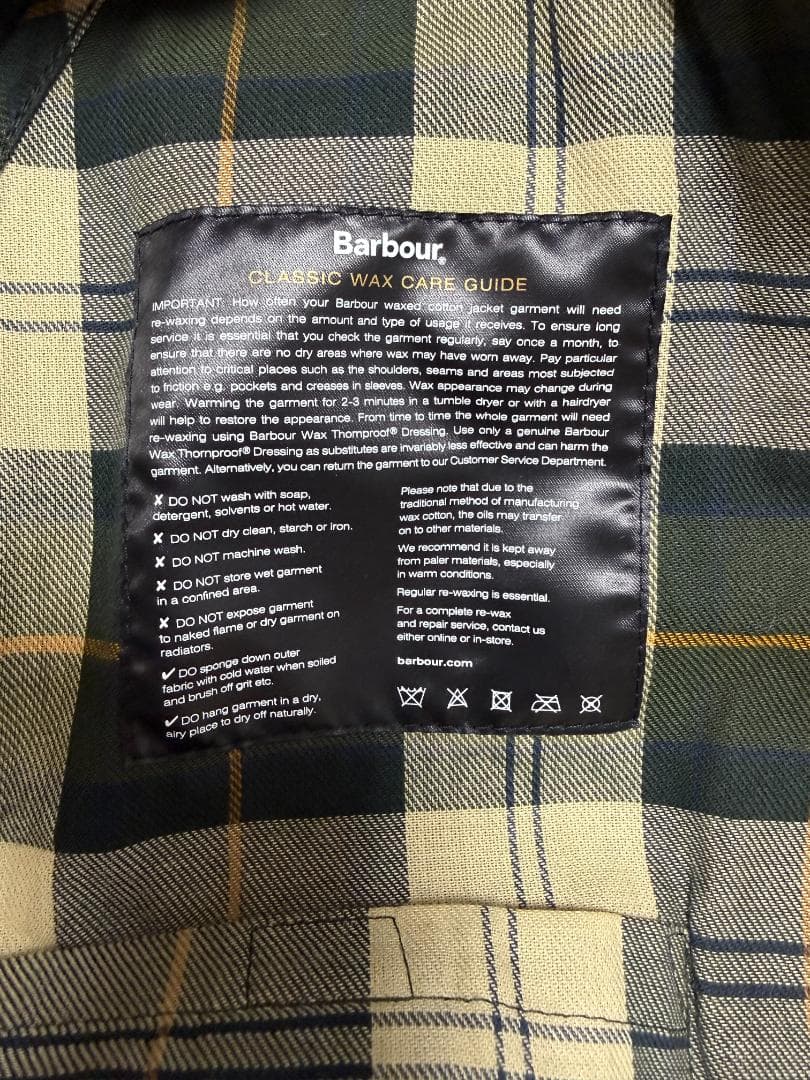 Barbour®
CLASSIC WAX CARE GUIDE
IMPORTANT: How often your Barbour waxed cotton jacket garment will need
re-waxing depends on the amount and type of usage it receives. To ensure long
service it is essential that you check the garment regularly, say once a month, to
ensure that there are no dry areas where wax may have worn away. Pay particular
attention to critical places such as the shoulders, seams and areas most subjected
to friction e.g. pockets and creases in sleeves. Wax appearance may change during
wear. Warming the garment for 2-3 minutes in a tumble dryer or with a hairdryer
will help to restore the appearance. From time to time the whole garment will need
re-waxing using Barbour Wax Thornproof® Dressing. Use only a genuine Barbour
Wax Thornproof® Dressing as substitutes are invariably less effective and can harm the
garment. Alternatively, you can return the garment to our Customer Service Department.
✗ DO NOT wash with soap,
detergent, solvents or hot water.
✗ DO NOT dry clean, starch or iron.
✗ DO NOT machine wash.
✗ DO NOT store wet garment
in a confined area.
✗ DO NOT expose garment
to naked flame or dry garment on
radiators.
✓ DO sponge down outer
fabric with cold water when soiled
and brush off grit etc.
✓ DO hang garment in a dry,
airy place to dry off naturally.
Please note that due to the
traditional method of manufacturing
wax cotton, the oils may transfer
on to other materials.
We recommend it is kept away
from paler materials, especially
in warm conditions.
Regular re-waxing is essential.
For a complete re-wax
and repair service, contact us
either online or in-store.
barbour.com